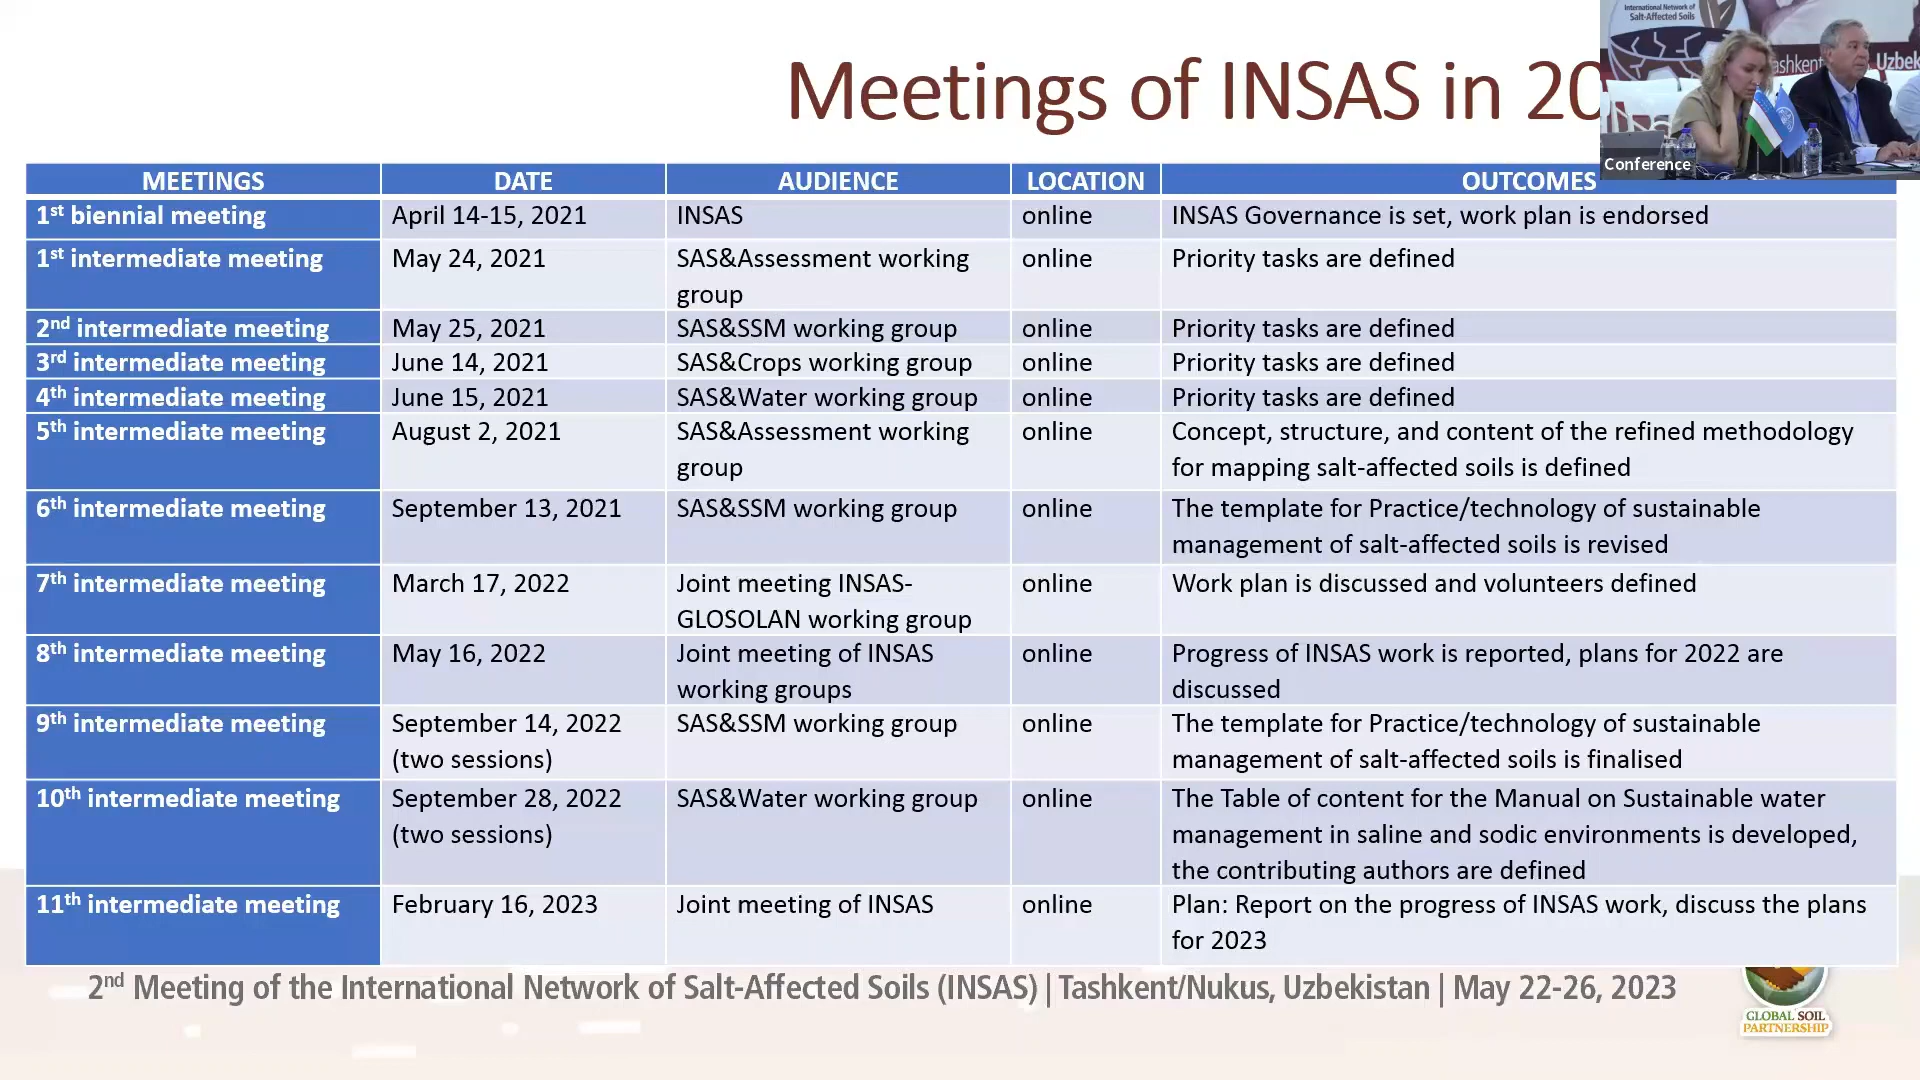 International Network of
Salt-Affected Soils
Tashkent
Uzbek
Conference
Meetings of INSAS in 20
MEETINGS DATE AUDIENCE LOCATION OUTCOMES
1st biennial meeting April 14-15, 2021 INSAS online INSAS Governance is set, work plan is endorsed
1st intermediate meeting May 24, 2021 SAS&Assessment working online Priority tasks are defined
group
2nd intermediate meeting May 25, 2021 SAS&SSM working group online Priority tasks are defined
3rd intermediate meeting June 14, 2021 SAS&Crops working group online Priority tasks are defined
4th intermediate meeting June 15, 2021 SAS&Water working group online Priority tasks are defined
5th intermediate meeting August 2, 2021 SAS&Assessment working online Concept, structure, and content of the refined methodology
group for mapping salt-affected soils is defined
6th intermediate meeting September 13, 2021 SAS&SSM working group online The template for Practice/technology of sustainable
management of salt-affected soils is revised
7th intermediate meeting March 17, 2022 Joint meeting INSAS- online Work plan is discussed and volunteers defined
GLOSOLAN working group
8th intermediate meeting May 16, 2022 Joint meeting of INSAS online Progress of INSAS work is reported, plans for 2022 are
working groups discussed
9th intermediate meeting September 14, 2022 SAS&SSM working group online The template for Practice/technology of sustainable
(two sessions) management of salt-affected soils is finalised
10th intermediate meeting September 28, 2022 SAS&Water working group online The Table of content for the Manual on Sustainable water
(two sessions) management in saline and sodic environments is developed,
the contributing authors are defined
11th intermediate meeting February 16, 2023 Joint meeting of INSAS online Plan: Report on the progress of INSAS work, discuss the plans
for 2023
2nd Meeting of the International Network of Salt-Affected Soils (INSAS) | Tashkent/Nukus, Uzbekistan | May 22-26, 2023
GLOBAL SOIL
PARTNERSHIP